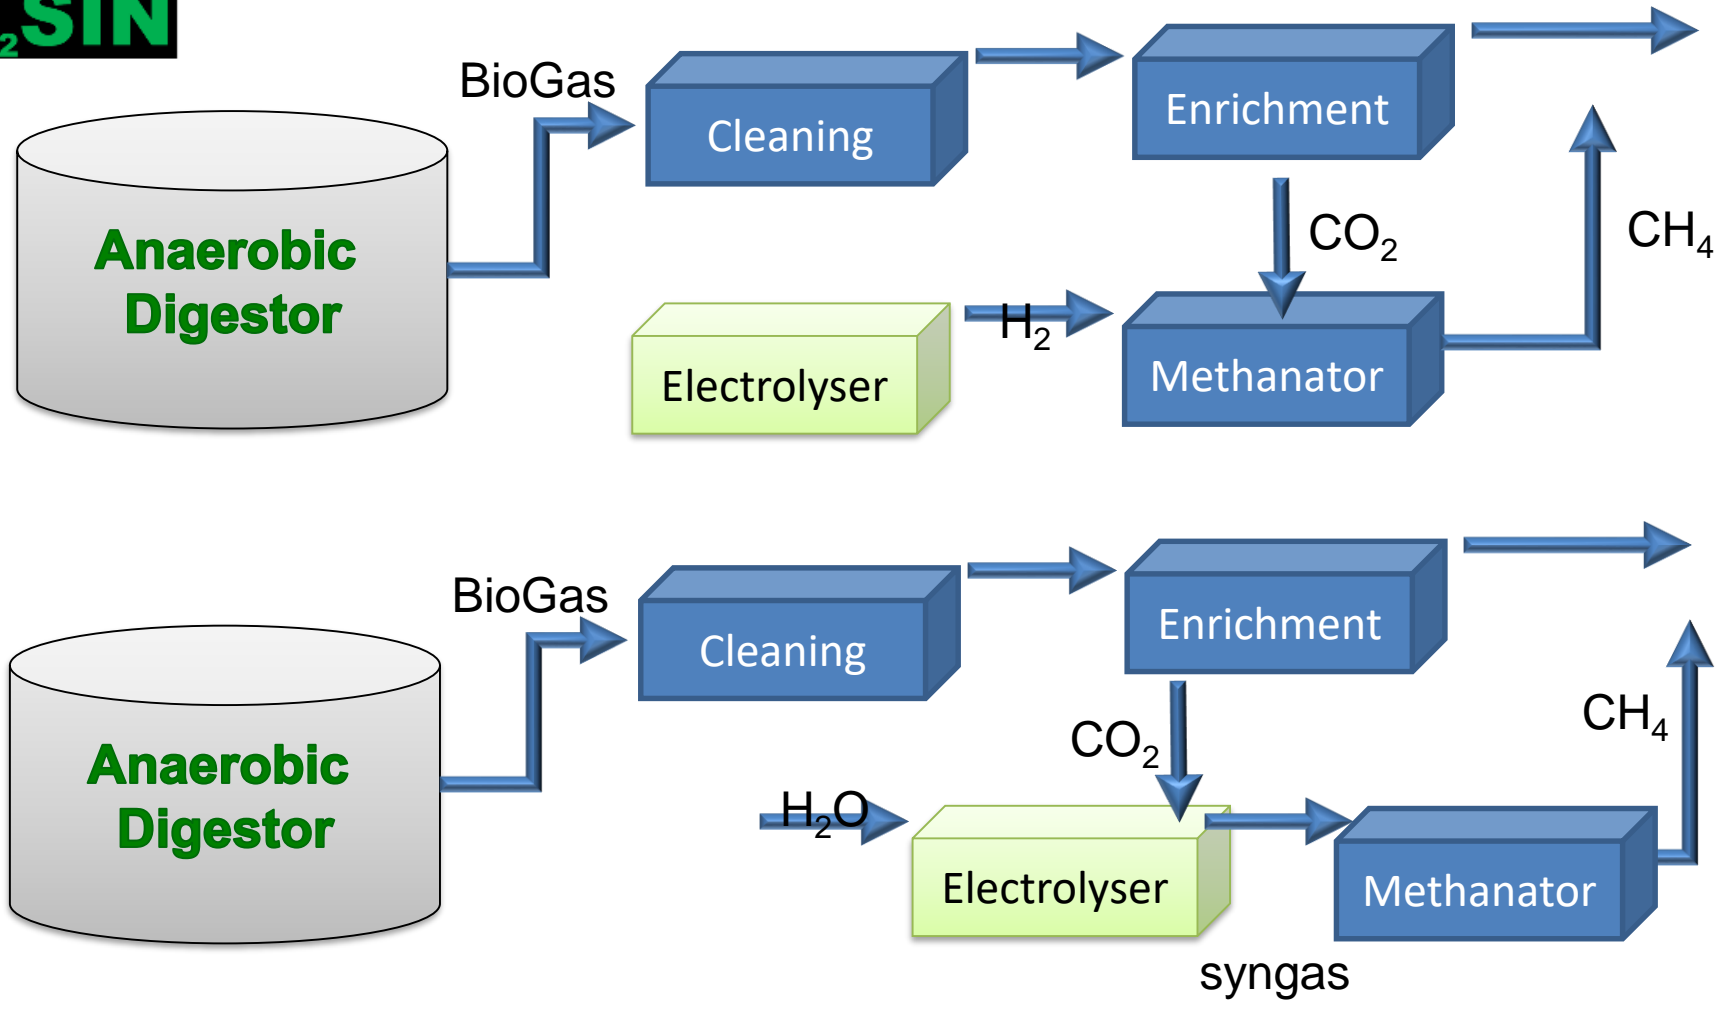 ₂SIN
BioGas
Cleaning
Enrichment
Anaerobic
Digestor
CO₂
CH₄
H₂
Electrolyser
Methanator
BioGas
Cleaning
Enrichment
Anaerobic
Digestor
CO₂
CH₄
H₂O
Electrolyser
Methanator
syngas